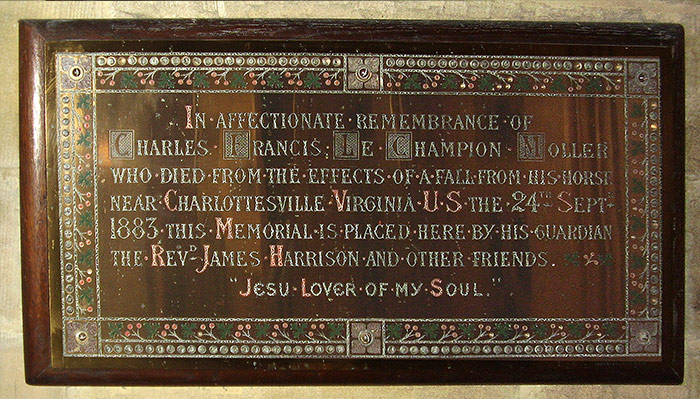 IN·AFFECTIONATE·REMEMBRANCE·OF
CHARLES·FRANCIS·LE CHAMPION·MOLLER
WHO·DIED·FROM·THE·EFFECTS·OF·A·FALL·FROM·HIS·HORSE
NEAR·CHARLOTTESVILLE·VIRGINIA·U·S·THE·24TH·SEPT·
1883·THIS·MEMORIAL·IS·PLACED·HERE·BY·HIS·GUARDIAN
THE·REVD·JAMES·HARRISON·AND·OTHER·FRIENDS.
"JESU·LOVER·OF·MY·SOUL."